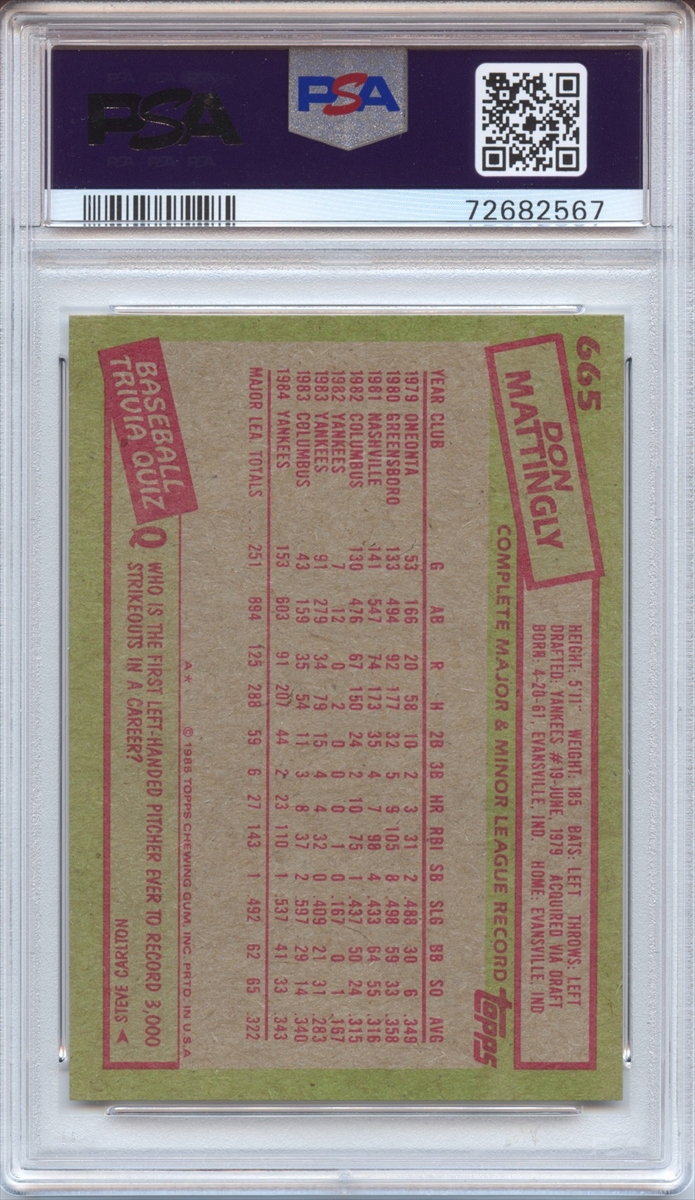 PSA
PSA
72682567
665
DON
MATTINGLY
HEIGHT: 5'11" WEIGHT: 185 BATS: LEFT THROWS: LEFT
DRAFTED: YANKEES #19-JUNE, 1979 ACQUIRED: VIA DRAFT
BORN: 4-20-61, EVANSVILLE, IND. HOME: EVANSVILLE, IND
COMPLETE MAJOR & MINOR LEAGUE RECORD
topps
YEAR CLUB G AB R H 2B 3B HR RBI SB SLG BB SO AVG
1979 ONEONTA 53 166 20 58 10 2 3 31 2 .488 30 6 .349
1980 GREENSBORO 133 494 92 177 32 5 9 105 8 .498 59 33 .358
1981 NASHVILLE 141 547 74 173 35 4 7 98 4 .433 64 55 .316
1982 COLUMBUS 130 476 67 150 24 2 10 75 1 .437 50 24 .315
1982 YANKEES 7 12 0 2 0 0 0 1 0 .167 0 1 .167
1983 YANKEES 91 279 34 79 15 4 4 32 0 .409 21 31 .283
1983 COLUMBUS 43 159 35 54 11 3 8 37 2 .597 29 14 .340
1984 YANKEES 153 603 91 207 44 2 23 110 1 .537 41 33 .343
MAJOR LEA. TOTALS 251 894 125 288 59 6 27 143 1 .492 62 65 .322
A★ © 1985 TOPPS CHEWING GUM, INC. PRTD. IN U.S.A
BASEBALL
TRIVIA QUIZ
Q WHO IS THE FIRST LEFT-HANDED PITCHER EVER TO RECORD 3,000
STRIKEOUTS IN A CAREER?
STEVE CARLTON